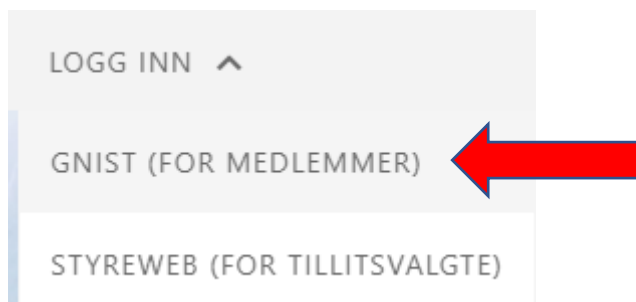 LOGG INN
GNIST (FOR MEDLEMMER)
STYREWEB (FOR TILLITSVALGTE)